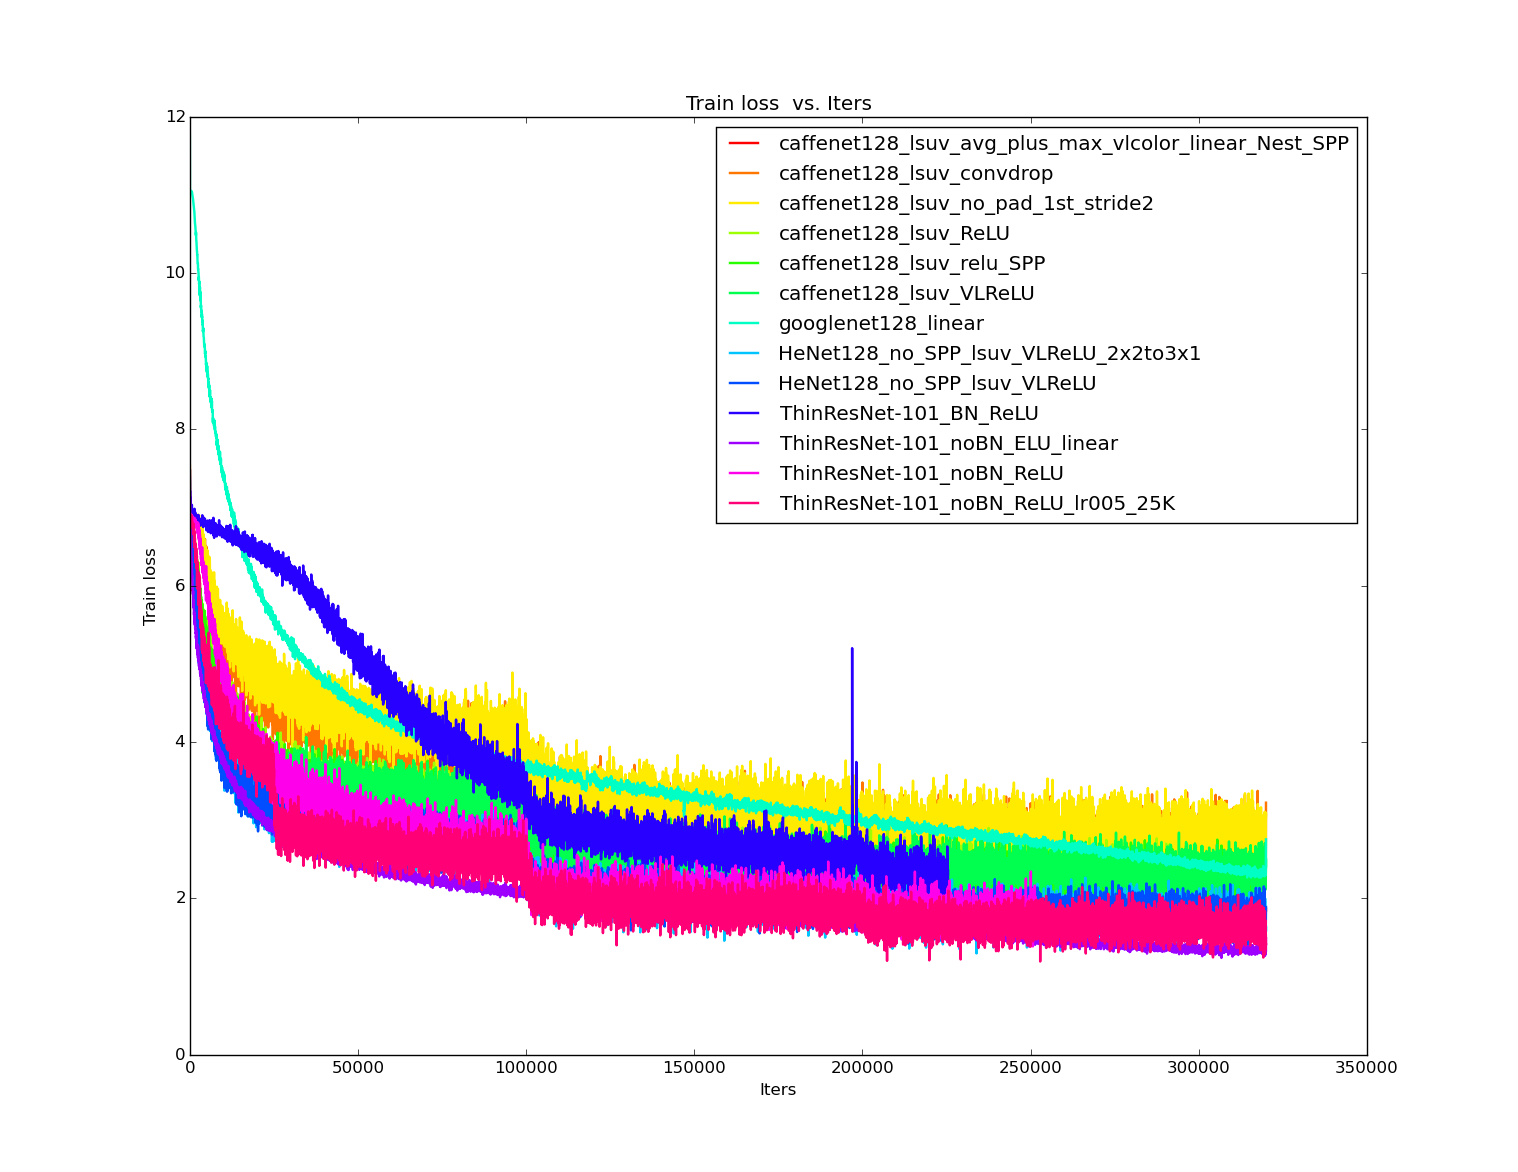 Train loss  vs. Iters
12
10
8
6
4
2
0
Train loss
caffenet128_lsuv_avg_plus_max_vlcolor_linear_Nest_SPP
caffenet128_lsuv_convdrop
caffenet128_lsuv_no_pad_1st_stride2
caffenet128_lsuv_ReLU
caffenet128_lsuv_relu_SPP
caffenet128_lsuv_VLReLU
googlenet128_linear
HeNet128_no_SPP_lsuv_VLReLU_2x2to3x1
HeNet128_no_SPP_lsuv_VLReLU
ThinResNet-101_BN_ReLU
ThinResNet-101_noBN_ELU_linear
ThinResNet-101_noBN_ReLU
ThinResNet-101_noBN_ReLU_lr005_25K
0 50000 100000 150000 200000 250000 300000 350000
Iters